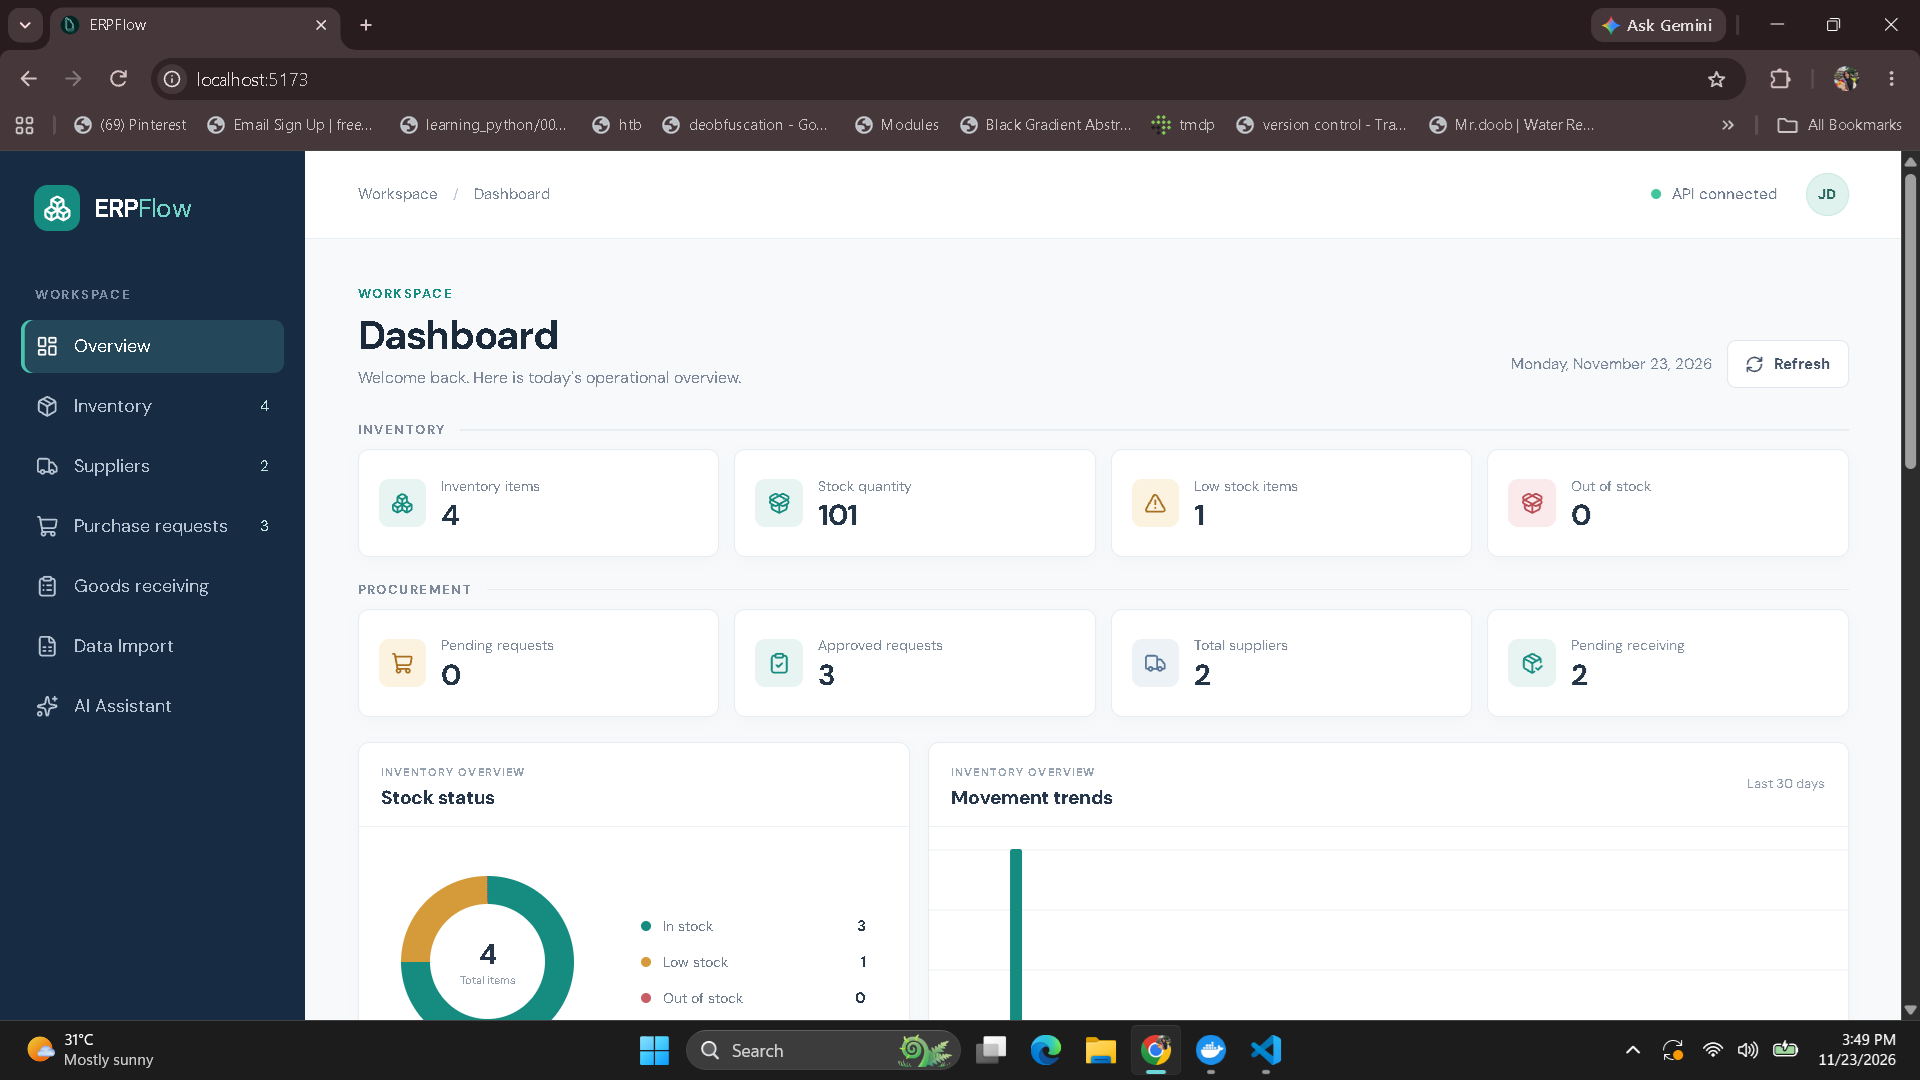 ERPFlow
Ask Gemini
localhost:5173
(69) Pinterest
Email Sign Up | free...
learning_python/00...
htb
deobfuscation - Go...
Modules
Black Gradient Abstr...
tmdp
version control - Tra...
Mr.doob | Water Re...
All Bookmarks
ERPFlow
WORKSPACE
Overview
Inventory 4
Suppliers 2
Purchase requests 3
Goods receiving
Data Import
AI Assistant
Workspace / Dashboard
API connected
JD
WORKSPACE
Dashboard
Welcome back. Here is today's operational overview.
Monday, November 23, 2026
Refresh
INVENTORY
Inventory items
4
Stock quantity
101
Low stock items
1
Out of stock
0
PROCUREMENT
Pending requests
0
Approved requests
3
Total suppliers
2
Pending receiving
2
INVENTORY OVERVIEW
Stock status
4
Total items
In stock 3
Low stock 1
Out of stock 0
INVENTORY OVERVIEW
Movement trends
Last 30 days
31°C
Mostly sunny
Search
3:49 PM
11/23/2026